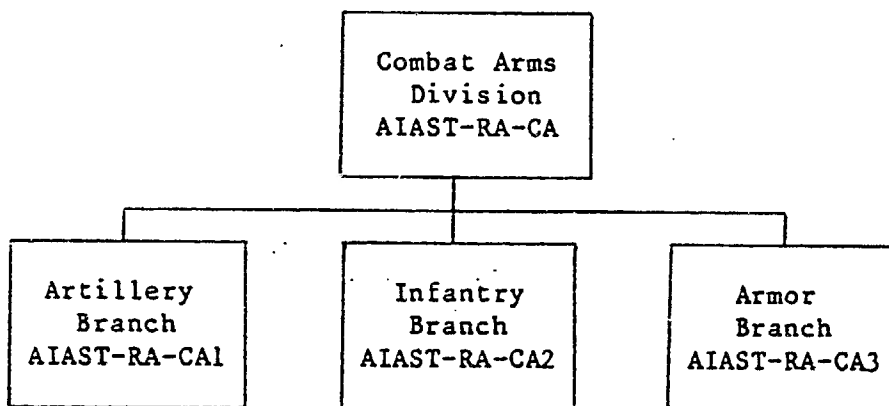 Combat Arms
Division
AIAST-RA-CA
Artillery
Branch
AIAST-RA-CA1
Infantry
Branch
AIAST-RA-CA2
Armor
Branch
AIAST-RA-CA3